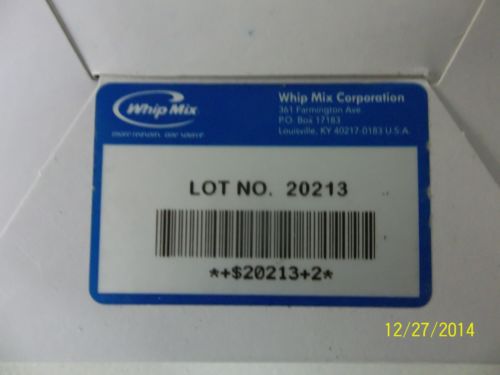 Whip Mix
Whip Mix Corporation
361 Farmington Ave.
P.O. Box 17183
Louisville, KY 40217-0183 U.S.A.
LOT NO. 20213
*+$20213+2*
12/27/2014